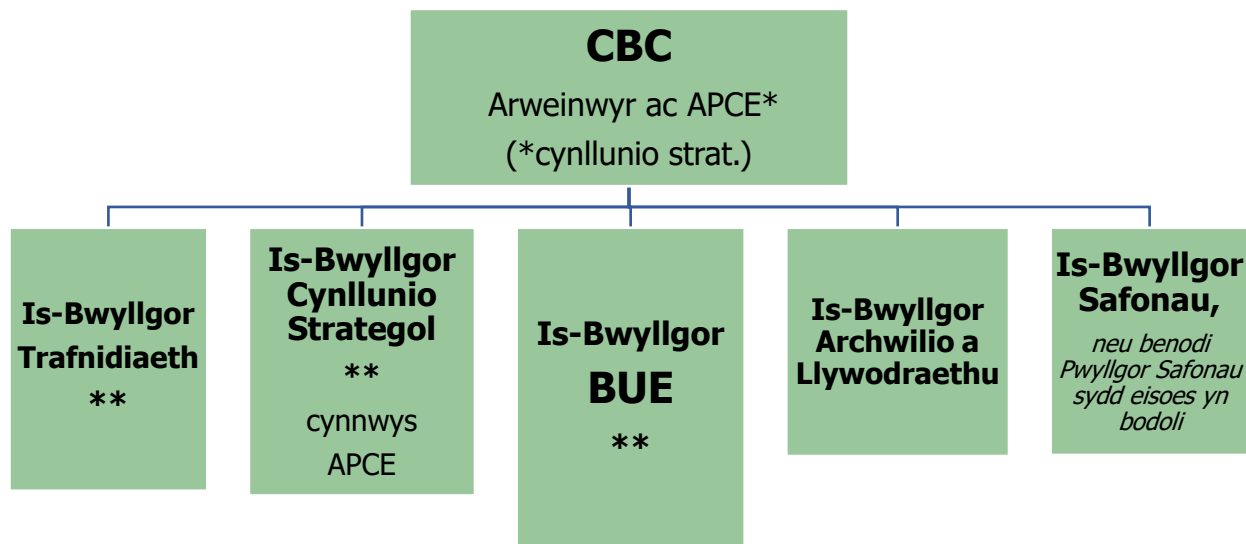 CBC
Arweinwyr ac APCE*
(*cynllunio strat.)
Is-Bwyllgor
Trafnidiaeth
**
Is-Bwyllgor
Cynllunio
Strategol
**
cynnwys
APCE
Is-Bwyllgor
BUE
**
Is-Bwyllgor
Archwilio a
Llywodraethu
Is-Bwyllgor
Safonau,
neu benodi
Pwyllgor Safonau
sydd eisoes yn
bodoli